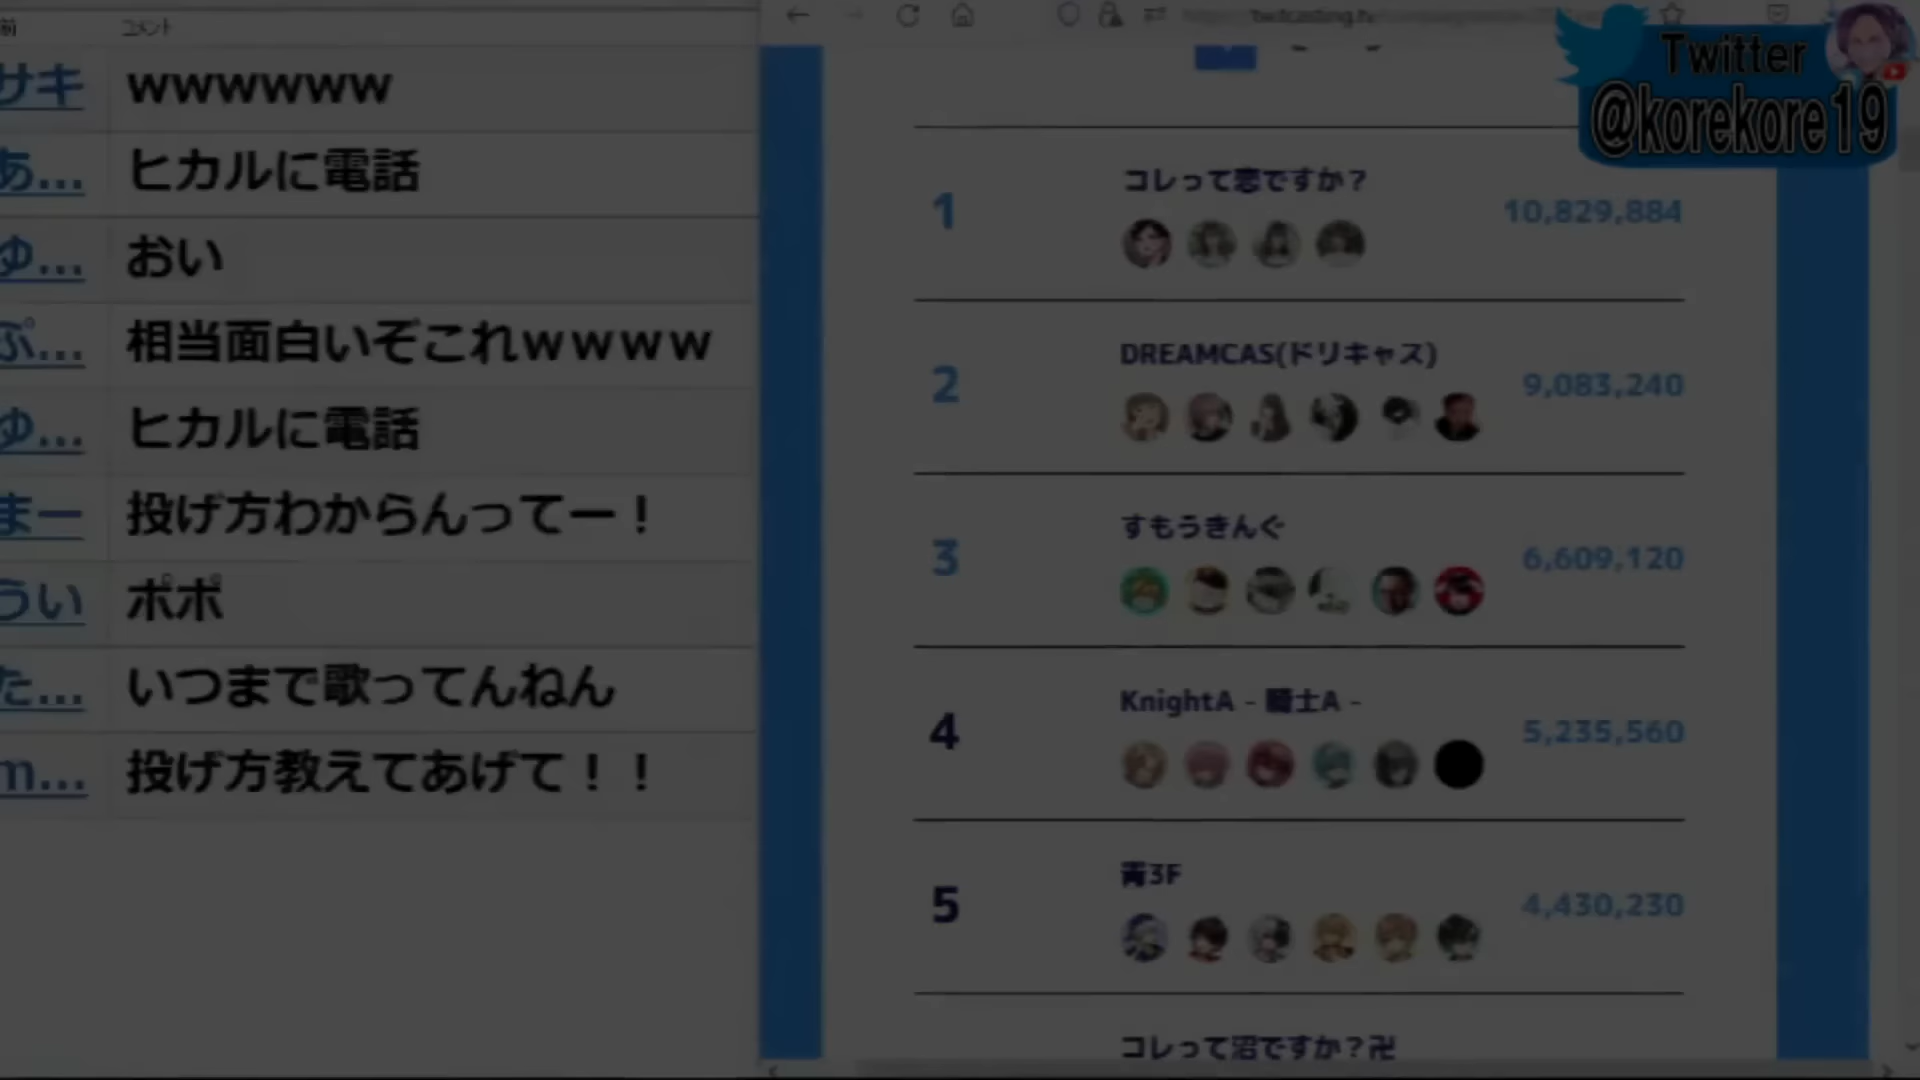 前
コメント
サキ
wwwwww
あ...
ヒカルに電話
ゆ...
おい
ぷ...
相当面白いぞこれwwww
ゆ...
ヒカルに電話
まー
投げ方わからんってー！
うい
ポポ
た...
いつまで歌ってんねん
m...
投げ方教えてあげて！！
Twitter
@korekore19
1
コレって恋ですか？
10,829,884
2
DREAMCAS(ドリキャス)
9,083,240
3
すもうきんぐ
6,609,120
4
KnightA - 騎士A -
5,235,560
5
青3F
4,430,230
コレって沼ですか？卍